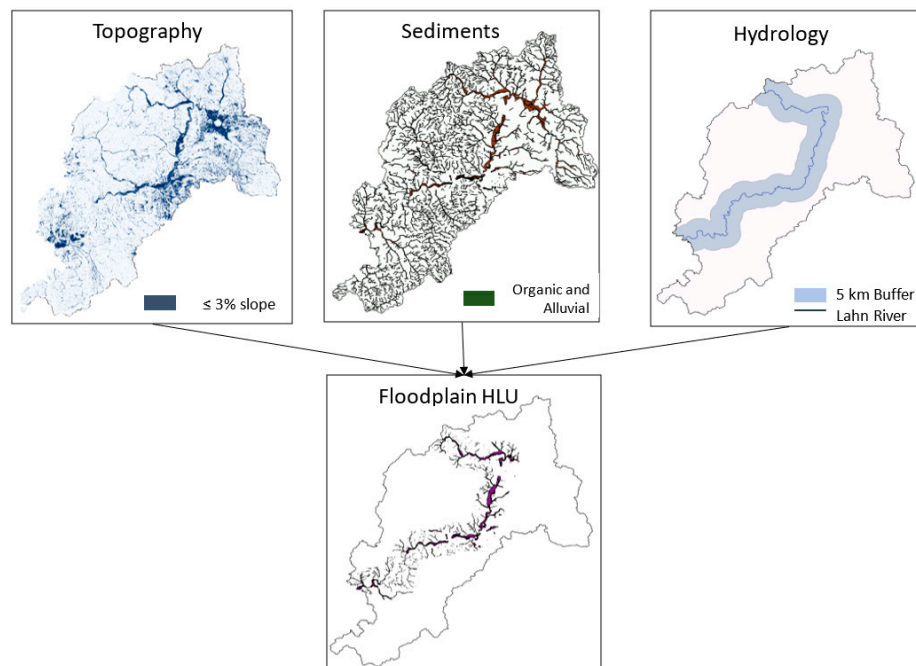 Topography
Sediments
Hydrology
≤ 3% slope
Organic and
Alluvial
5 km Buffer
Lahn River
Floodplain HLU